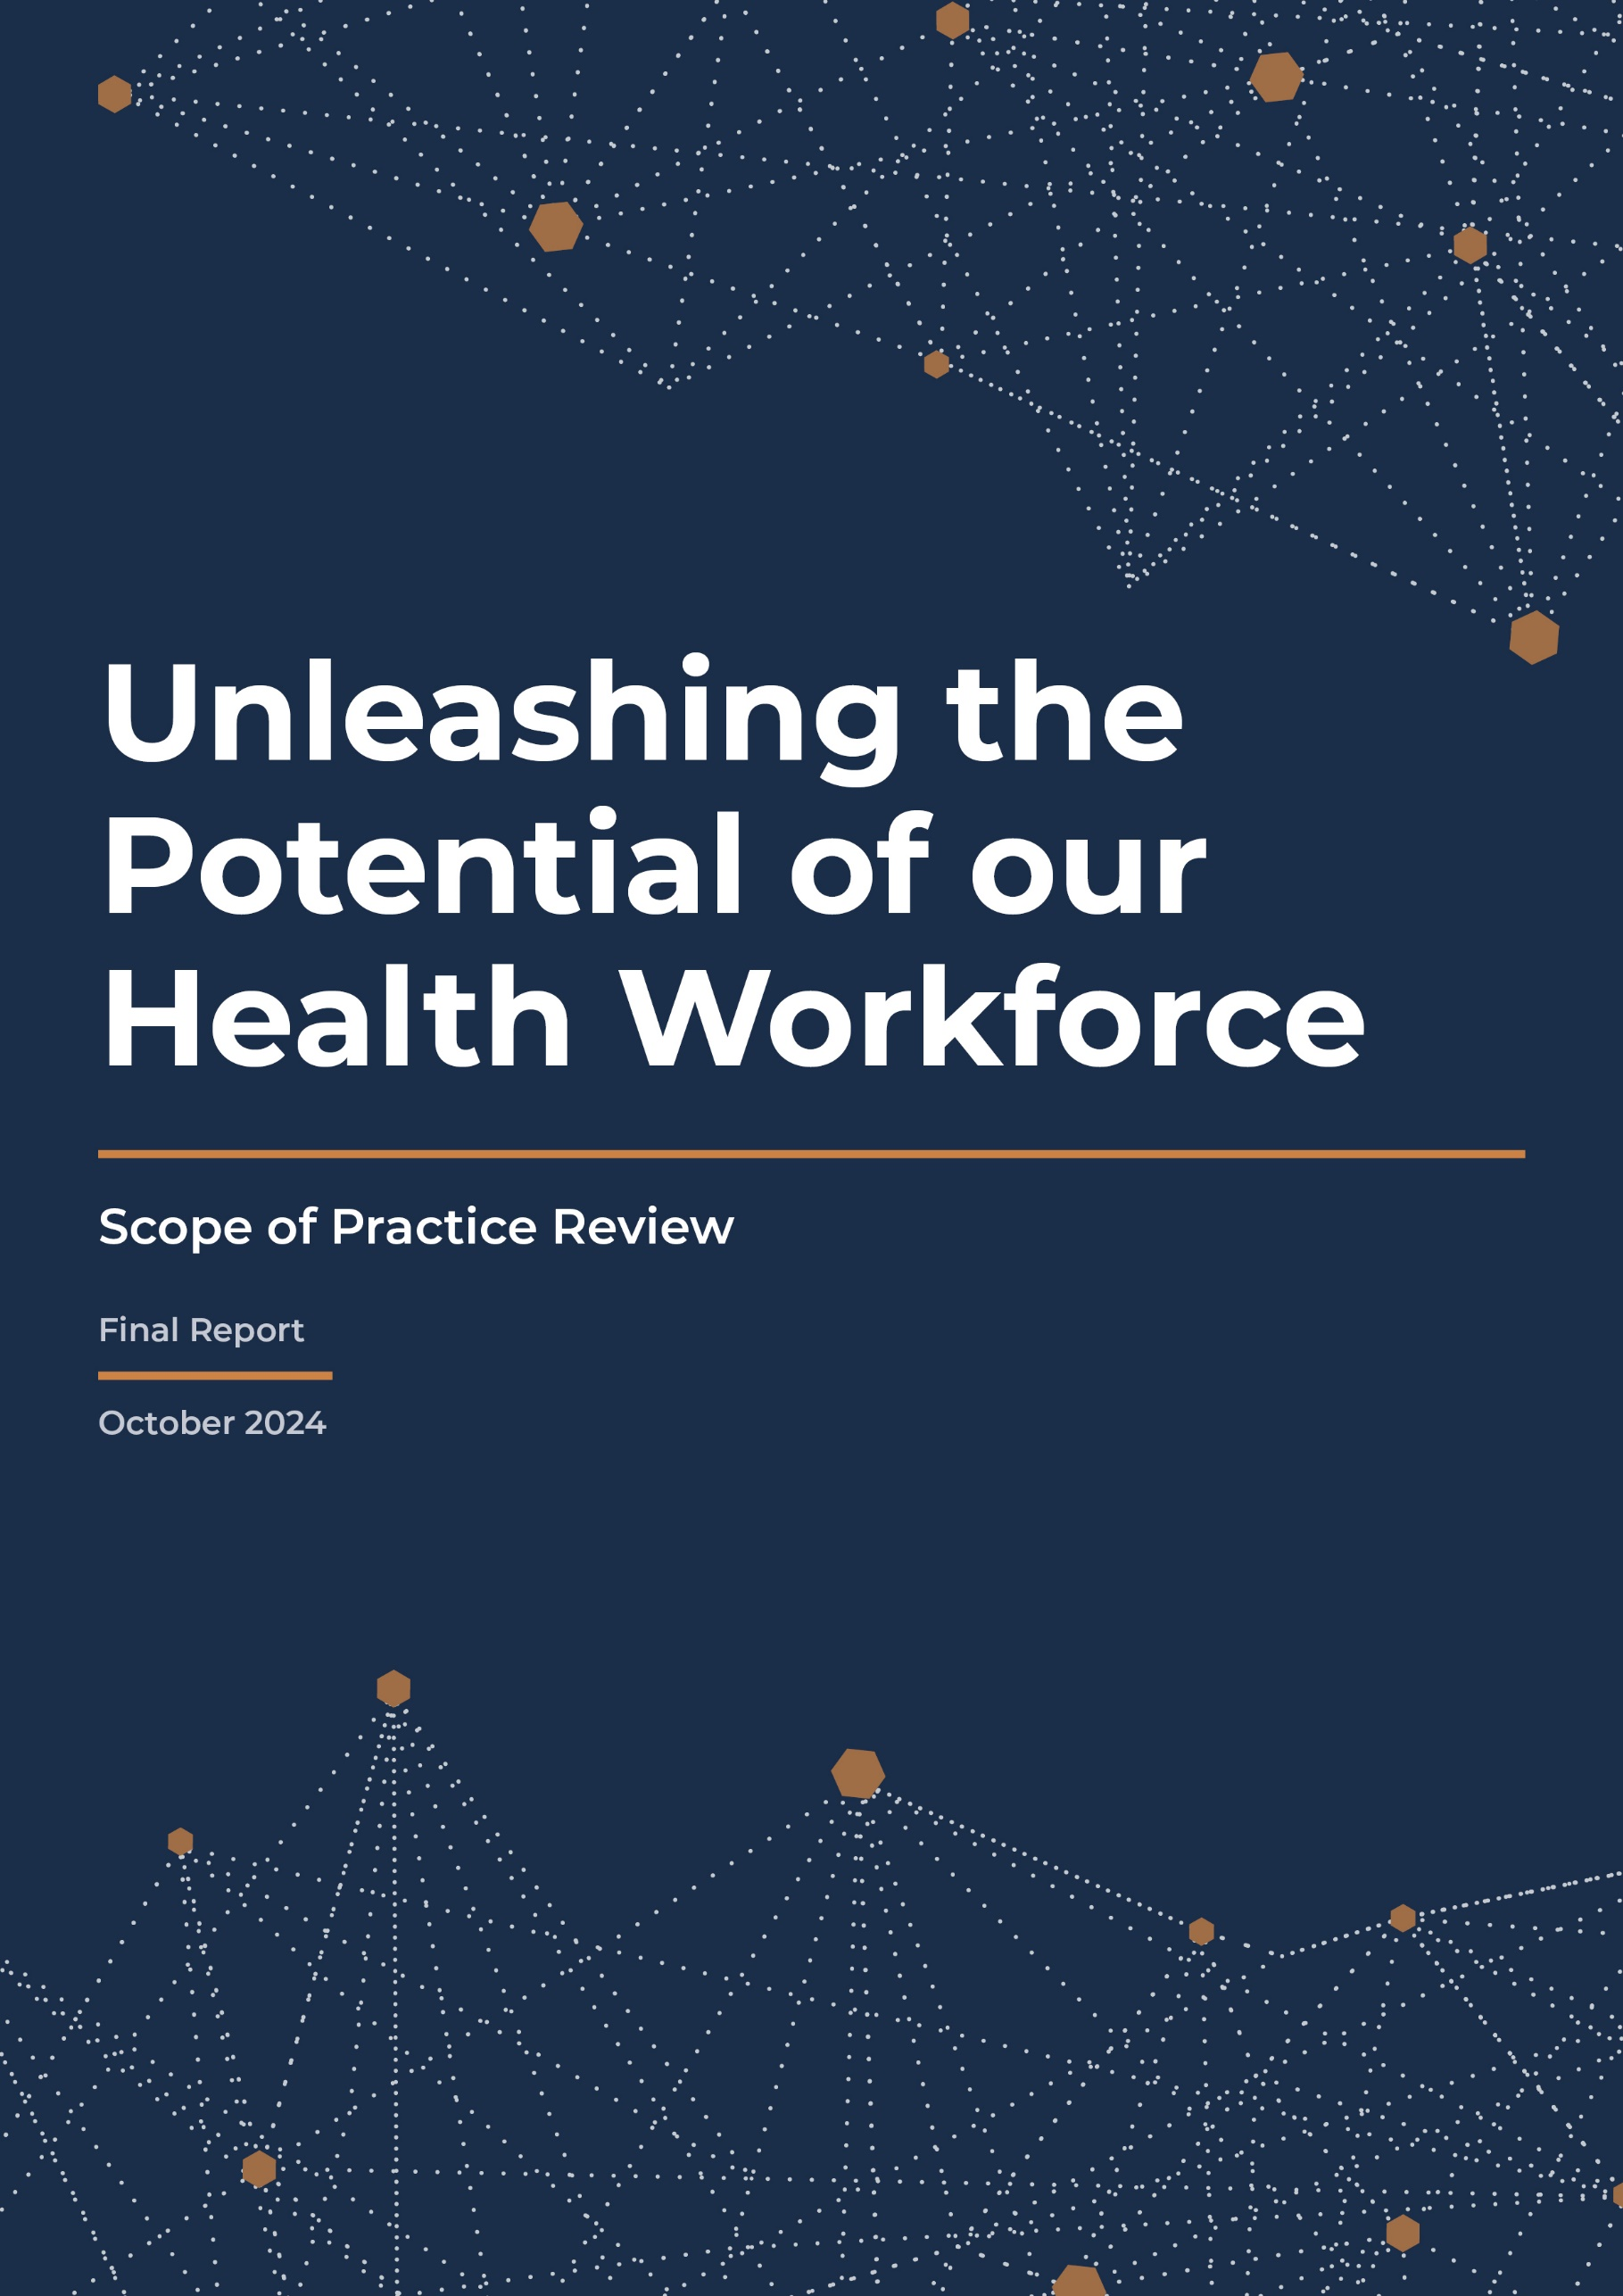 Unleashing the
Potential of our
Health Workforce
Scope of Practice Review
Final Report
October 2024